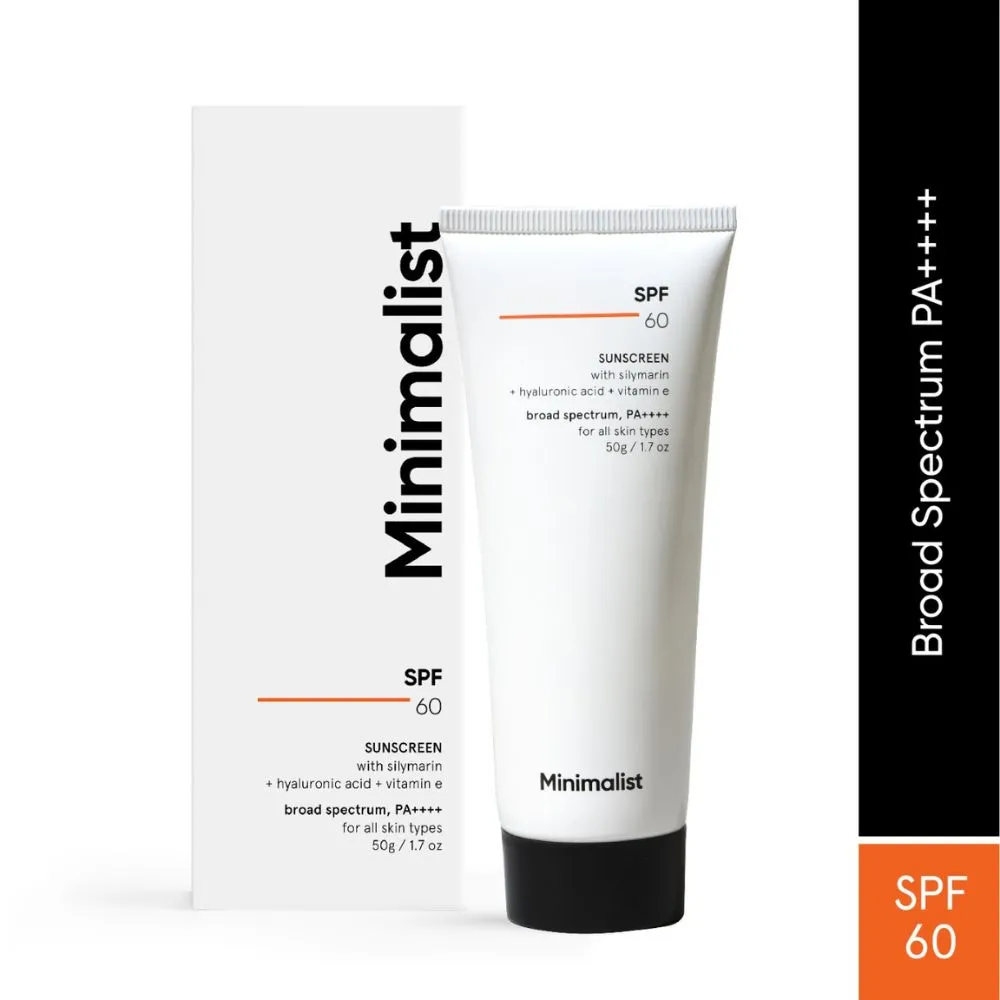 Minimalist
SPF
60
SUNSCREEN
with silymarin
+ hyaluronic acid + vitamin e
broad spectrum, PA++++
for all skin types
50g / 1.7 oz
SPF
60
SUNSCREEN
with silymarin
+ hyaluronic acid + vitamin e
broad spectrum, PA++++
for all skin types
50g / 1.7 oz
Minimalist
Broad Spectrum PA++++
SPF
60